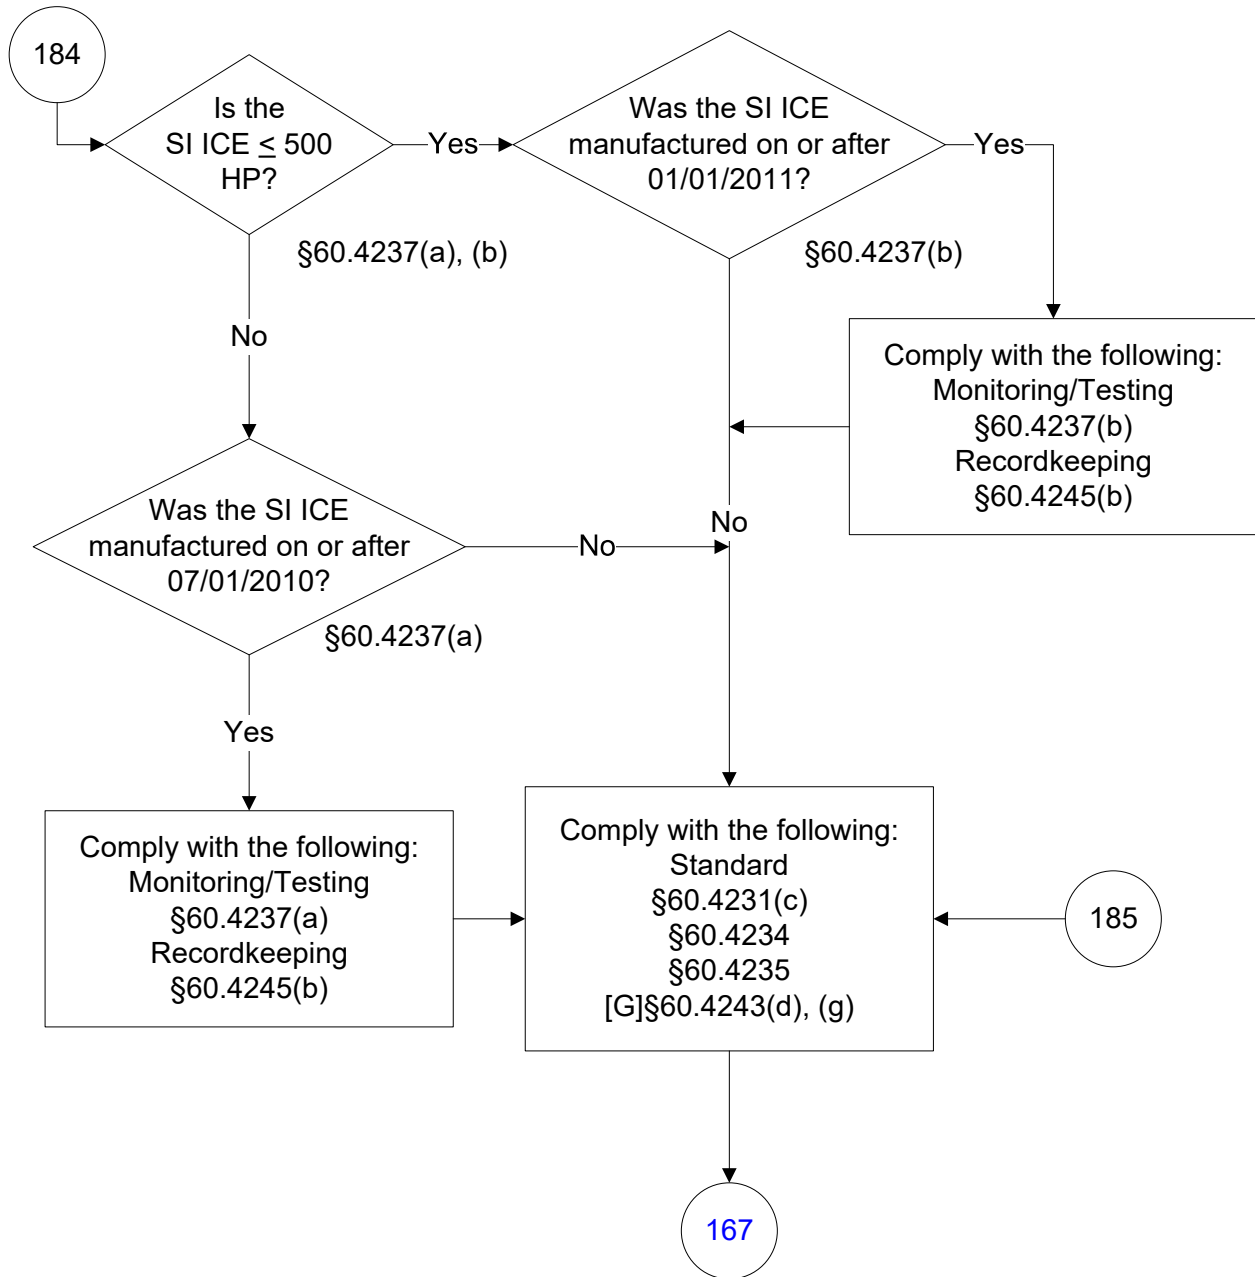 184
Is the
SI ICE ≤ 500
HP?
Yes
Was the SI ICE
manufactured on or after
01/01/2011?
Yes
§60.4237(a), (b)
§60.4237(b)
No
Comply with the following:
Monitoring/Testing
§60.4237(b)
Recordkeeping
§60.4245(b)
Was the SI ICE
manufactured on or after
07/01/2010?
No
No
§60.4237(a)
Yes
Comply with the following:
Monitoring/Testing
§60.4237(a)
Recordkeeping
§60.4245(b)
Comply with the following:
Standard
§60.4231(c)
§60.4234
§60.4235
[G]§60.4243(d), (g)
185
167